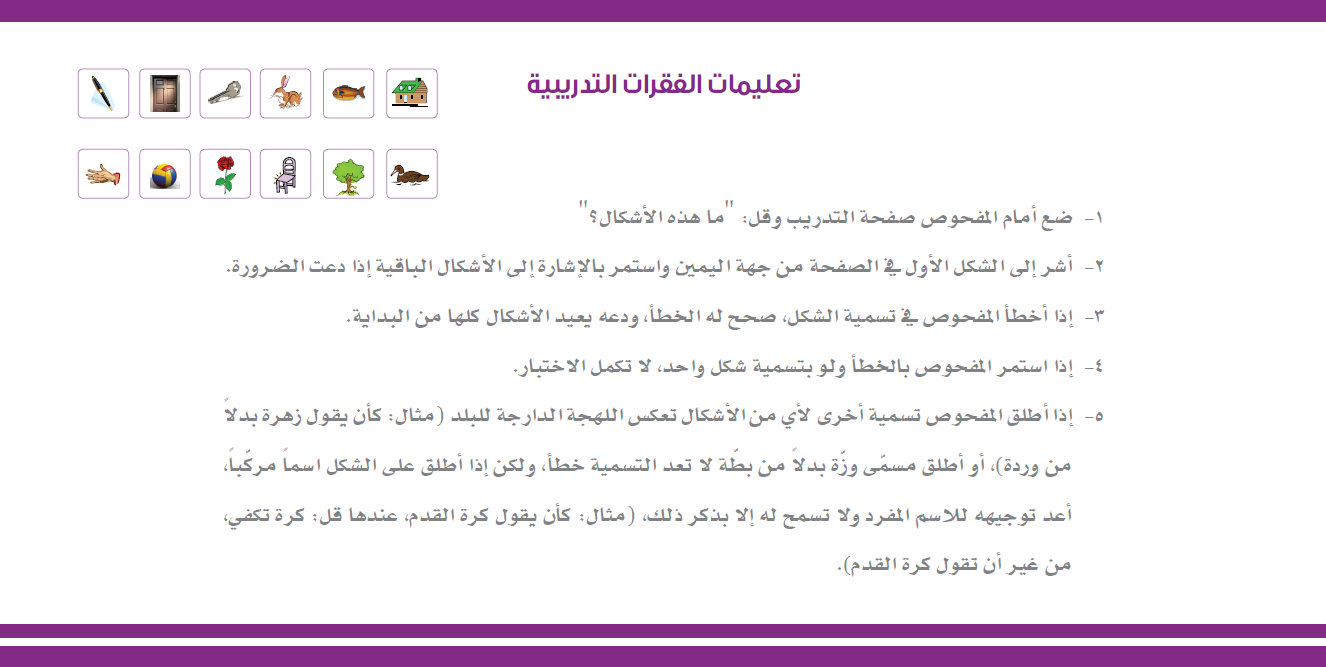 تعليمات الفقرات التدريبية
١- ضع أمام المفحوص صفحة التدريب وقل: "ما هذه الأشكال؟"
٢- أشر إلى الشكل الأول في الصفحة من جهة اليمين واستمر بالإشارة إلى الأشكال الباقية إذا دعت الضرورة.
٣- إذا أخطأ المفحوص في تسمية الشكل، صحح له الخطأ، ودعه يعيد الأشكال كلها من البداية.
٤- إذا استمر المفحوص بالخطأ ولو بتسمية شكل واحد، لا تكمل الاختبار.
٥- إذا أطلق المفحوص تسمية أخرى لأي من الأشكال تعكس اللهجة الدارجة للبلد (مثال: كأن يقول زهرة بدلاً
من وردة)، أو أطلق مسمّى وزّة بدلاً من بطّة لا تعد التسمية خطأ، ولكن إذا أطلق على الشكل اسماً مركّباً،
أعد توجيهه للاسم المفرد ولا تسمح له إلا بذكر ذلك، (مثال: كأن يقول كرة القدم، عندها قل: كرة تكفي،
من غير أن تقول كرة القدم).